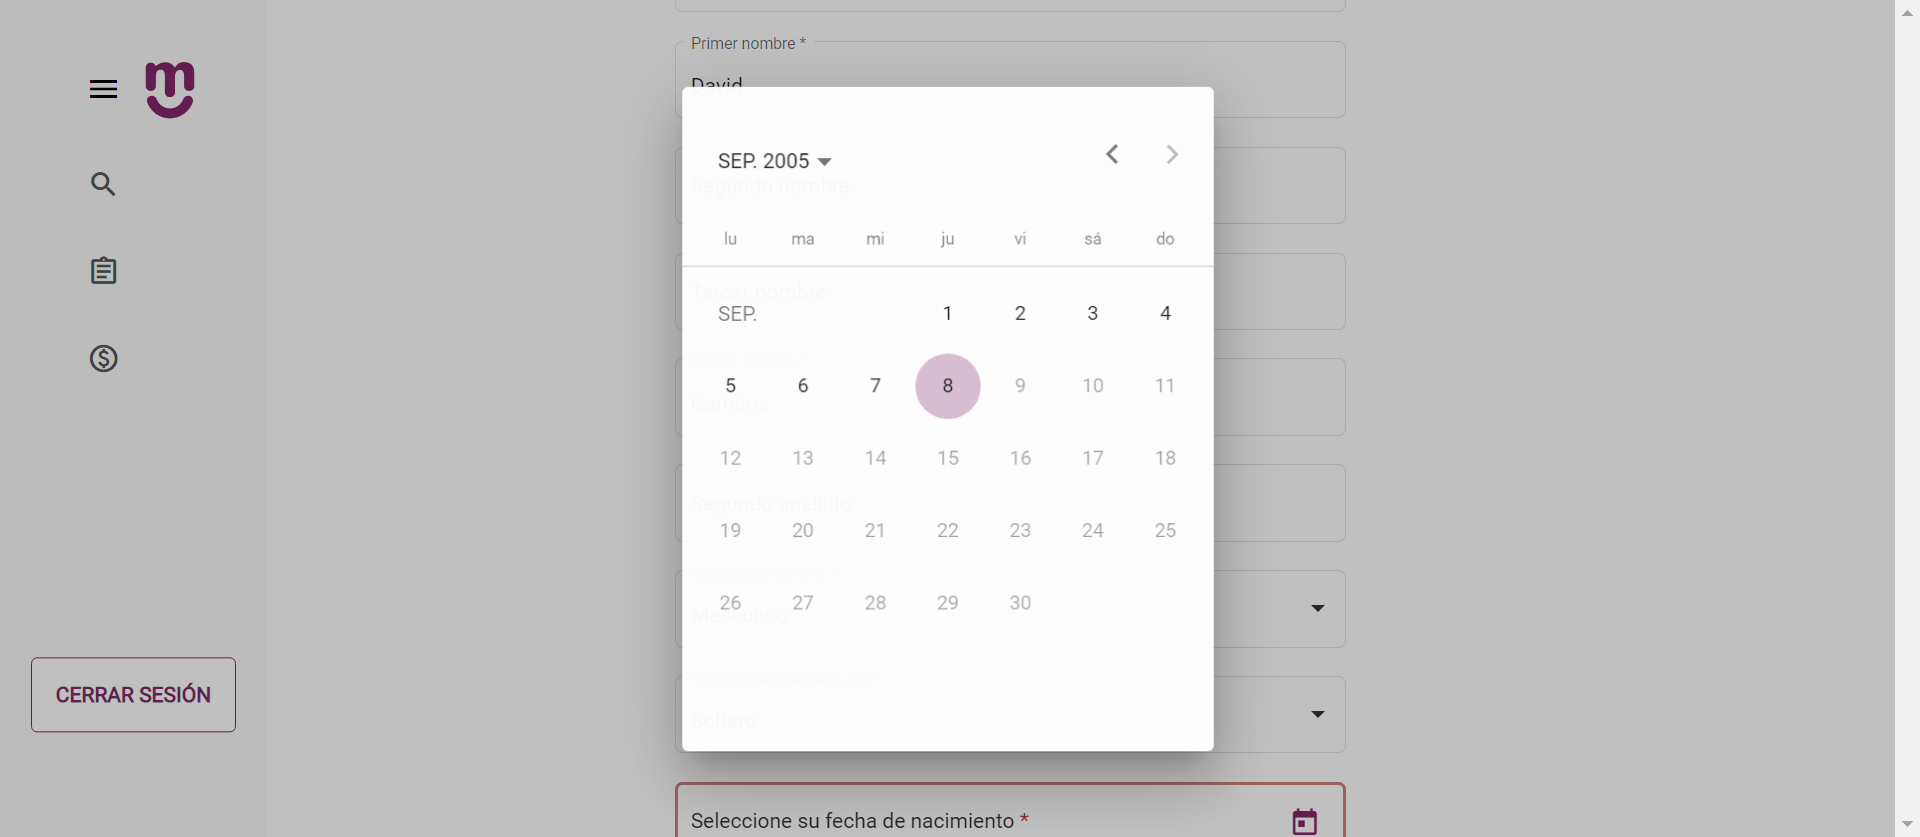 Primer nombre *
David
SEP. 2005
Segundo nombre
lu ma mi ju vi sá do
Tercer nombre
SEP. 1 2 3 4
5 6 7 8 9 10 11
Campos
12 13 14 15 16 17 18
Segundo apellido
19 20 21 22 23 24 25
26 27 28 29 30
Masculino
CERRAR SESIÓN
Soltero
Seleccione su fecha de nacimiento *